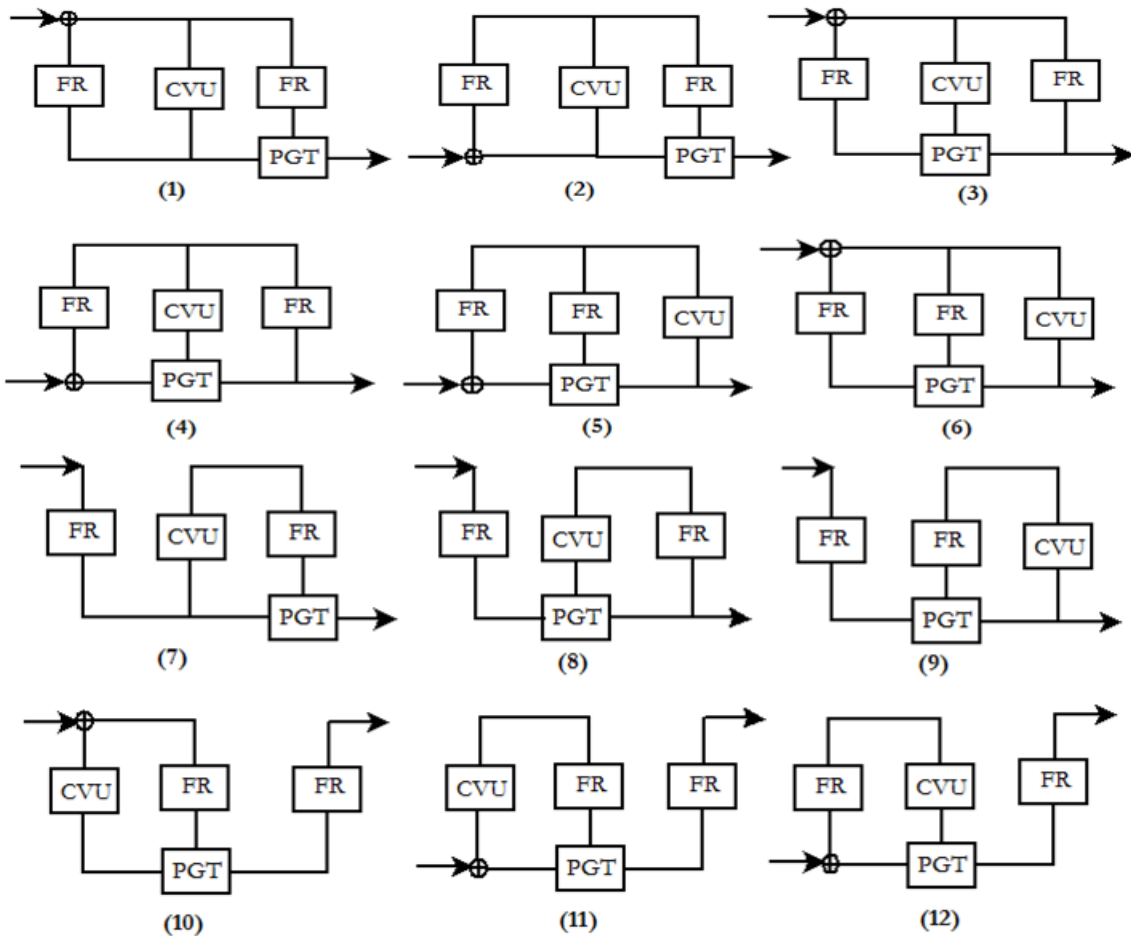 FR CVU FR
PGT
(1)
FR CVU FR
PGT
(2)
FR CVU FR
PGT
(3)
FR CVU FR
PGT
(4)
FR FR CVU
PGT
(5)
FR FR CVU
PGT
(6)
FR CVU FR
PGT
(7)
FR CVU FR
PGT
(8)
FR FR CVU
PGT
(9)
CVU FR FR
PGT
(10)
CVU FR FR
PGT
(11)
FR CVU FR
PGT
(12)